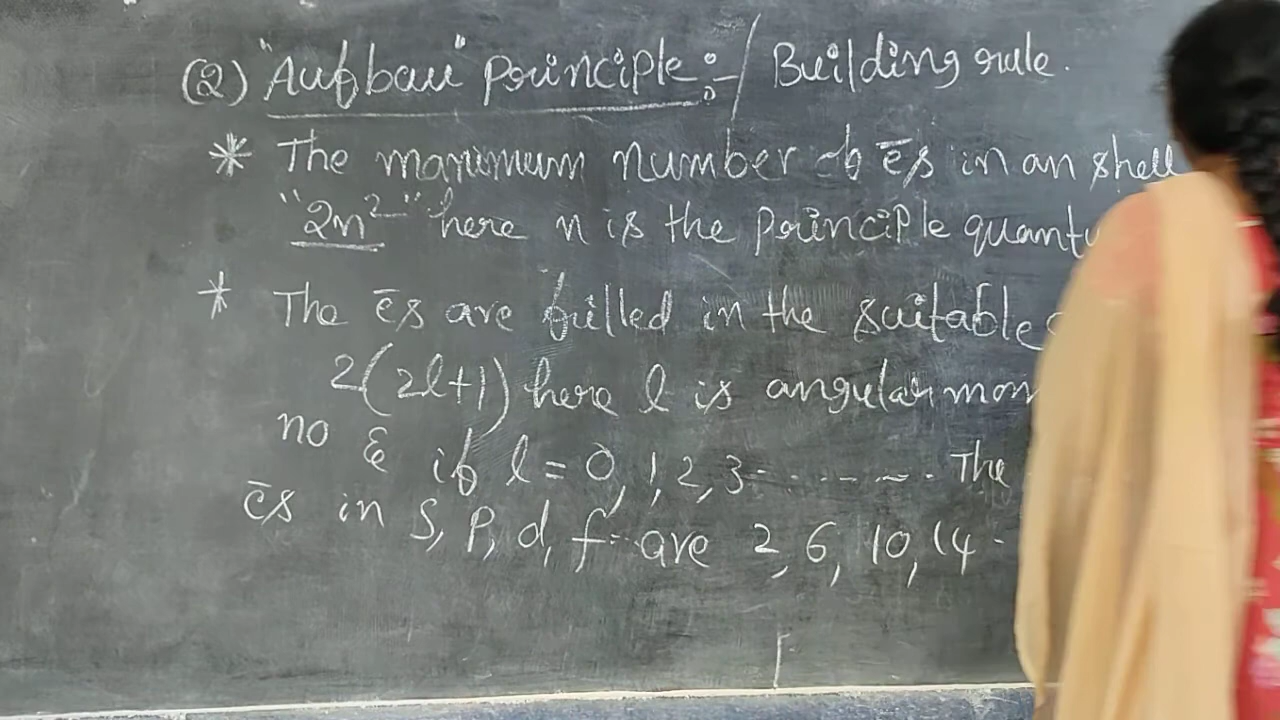 (2) "Aufbau" principle :- / Building rule.
* The maximum number of ēs in an shell
"2n²" here n is the principle quantu
* The ēs are filled in the suitable
2(2l+1) here l is angular mom
no & if l = 0, 1, 2, 3 - - - - - - . The
ēs in S, P, d, f - are 2, 6, 10, 14 -